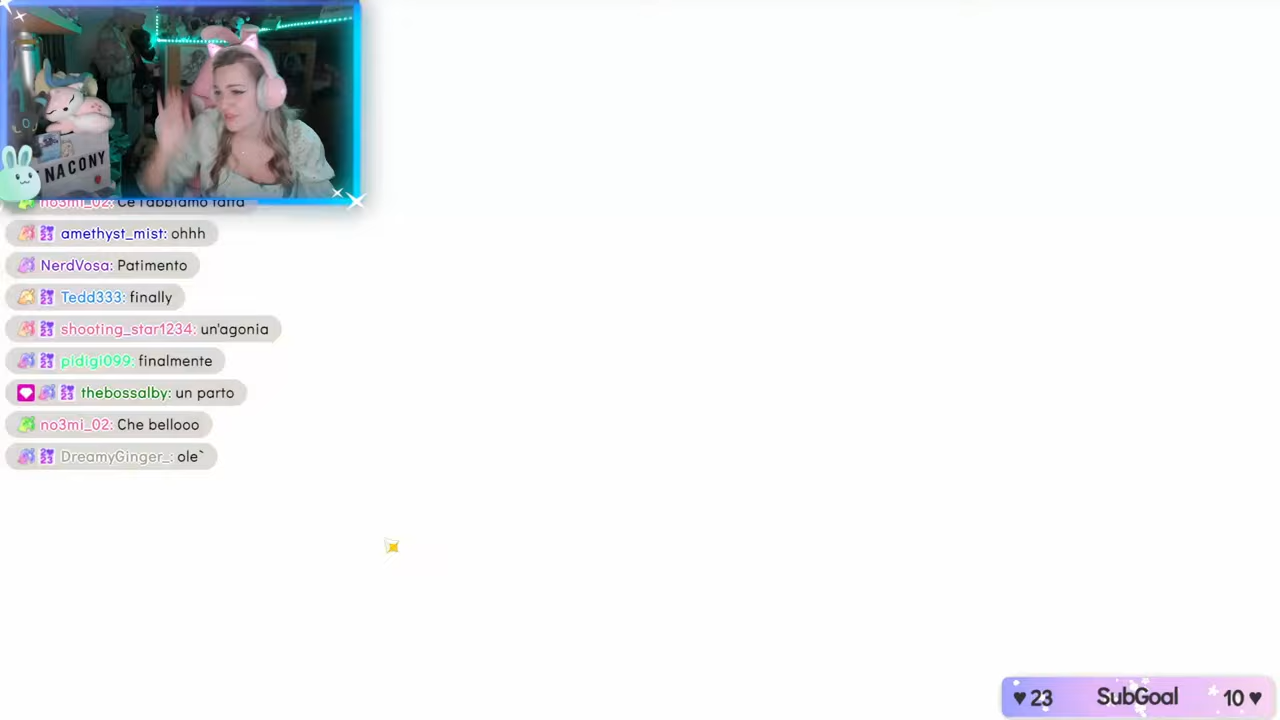 NACONY
no3mi_02: Ce l'abbiamo fatta
amethyst_mist: ohhh
NerdVosa: Patimento
Tedd333: finally
shooting_star1234: un'agonia
pidigi099: finalmente
thebossalby: un parto
no3mi_02: Che bellooo
DreamyGinger_: ole`
♥ 23 SubGoal 10 ♥